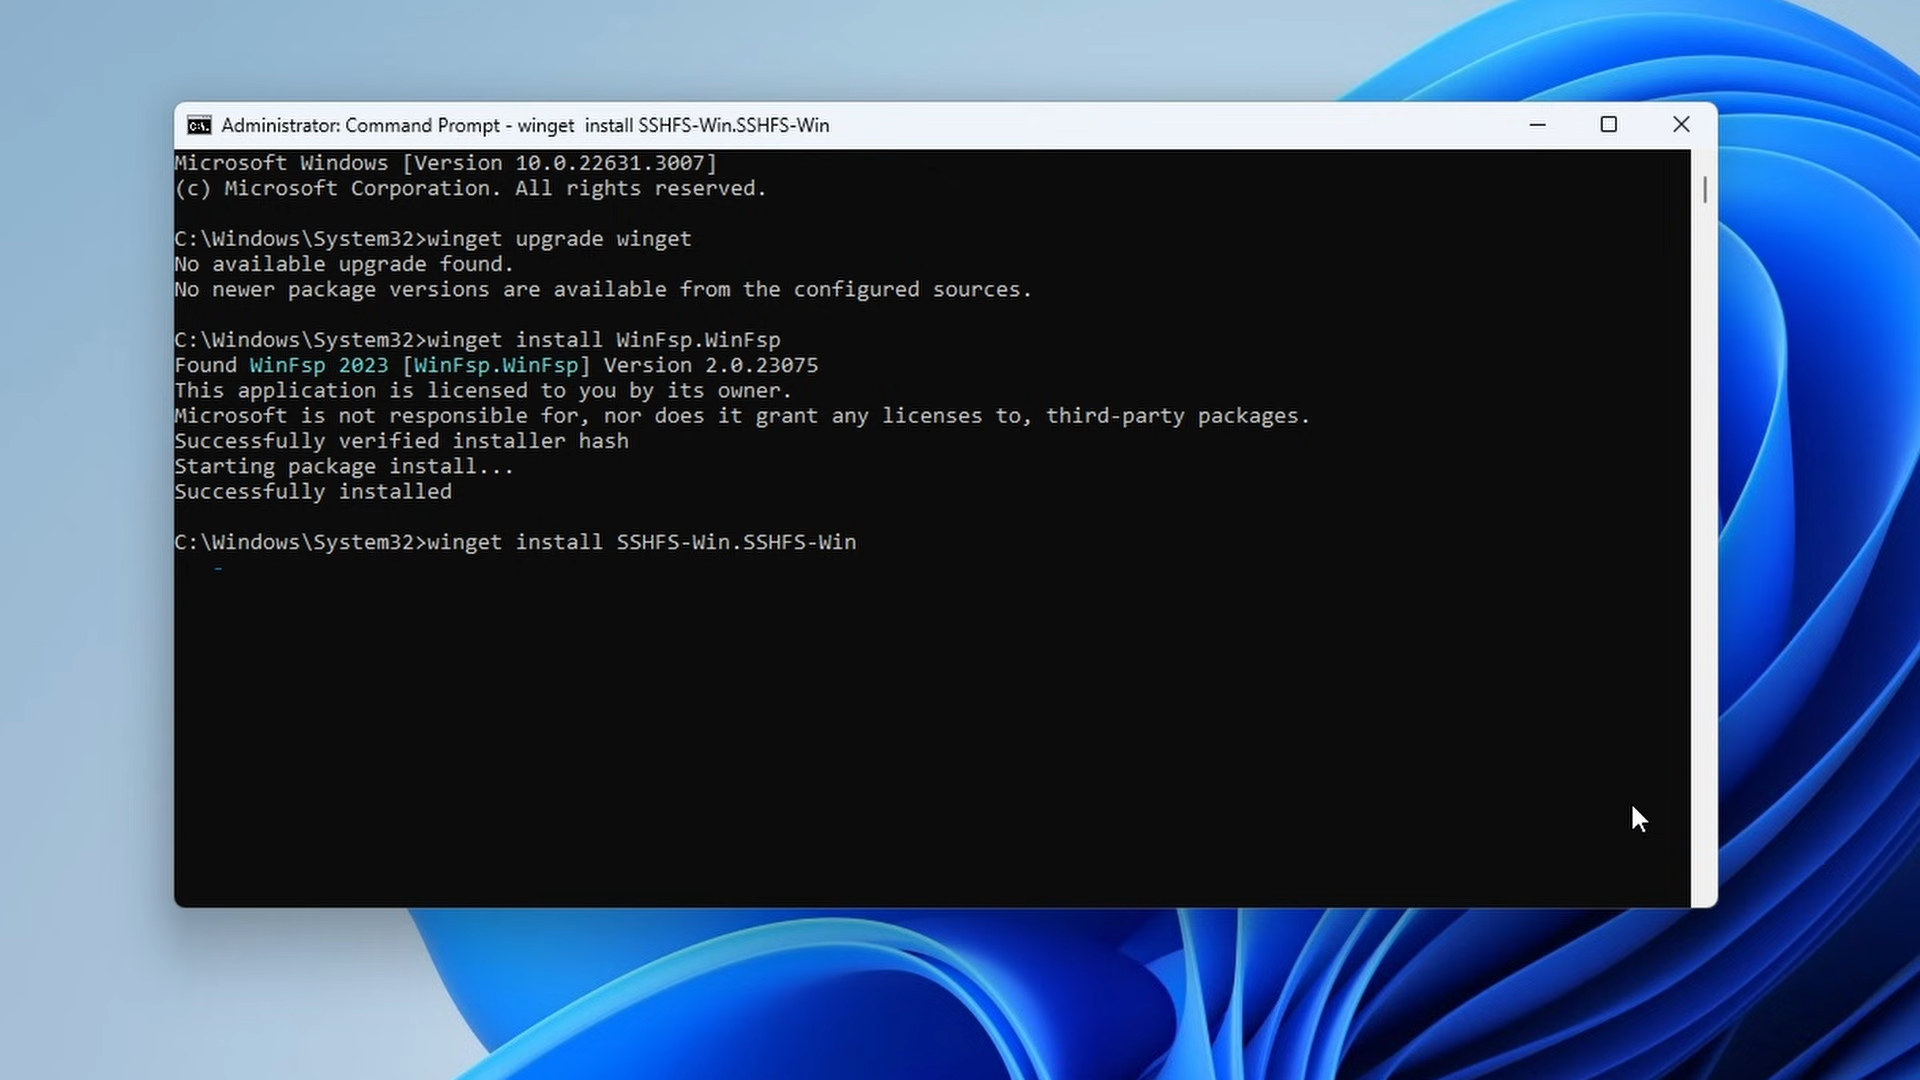 Administrator: Command Prompt - winget  install SSHFS-Win.SSHFS-Win
Microsoft Windows [Version 10.0.22631.3007]
(c) Microsoft Corporation. All rights reserved.
C:\Windows\System32>winget upgrade winget
No available upgrade found.
No newer package versions are available from the configured sources.
C:\Windows\System32>winget install WinFsp.WinFsp
Found WinFsp 2023 [WinFsp.WinFsp] Version 2.0.23075
This application is licensed to you by its owner.
Microsoft is not responsible for, nor does it grant any licenses to, third-party packages.
Successfully verified installer hash
Starting package install...
Successfully installed
C:\Windows\System32>winget install SSHFS-Win.SSHFS-Win
-